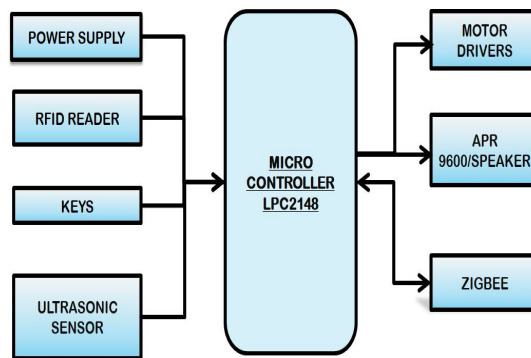 POWER SUPPLY
RFID READER
KEYS
ULTRASONIC
SENSOR
MICRO
CONTROLLER
LPC2148
MOTOR
DRIVERS
APR
9600/SPEAKER
ZIGBEE